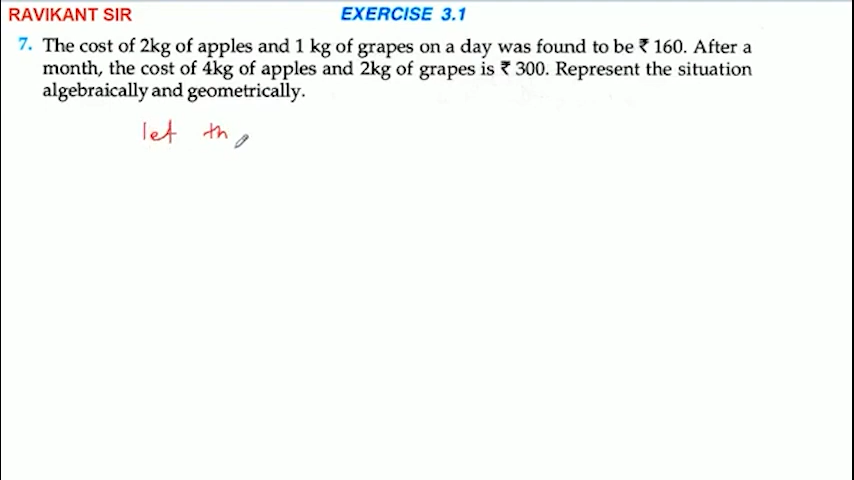 RAVIKANT SIR
EXERCISE 3.1
7. The cost of 2kg of apples and 1 kg of grapes on a day was found to be ₹ 160. After a
month, the cost of 4kg of apples and 2kg of grapes is ₹ 300. Represent the situation
algebraically and geometrically.
let th